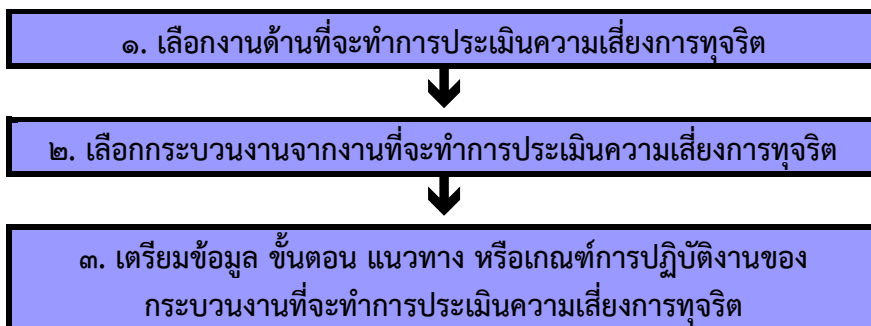 ๑. เลือกงานด้านที่จะทำการประเมินความเสี่ยงการทุจริต
๒. เลือกกระบวนงานจากงานที่จะทำการประเมินความเสี่ยงการทุจริต
๓. เตรียมข้อมูล ขั้นตอน แนวทาง หรือเกณฑ์การปฏิบัติงานของ
กระบวนงานที่จะทำการประเมินความเสี่ยงการทุจริต